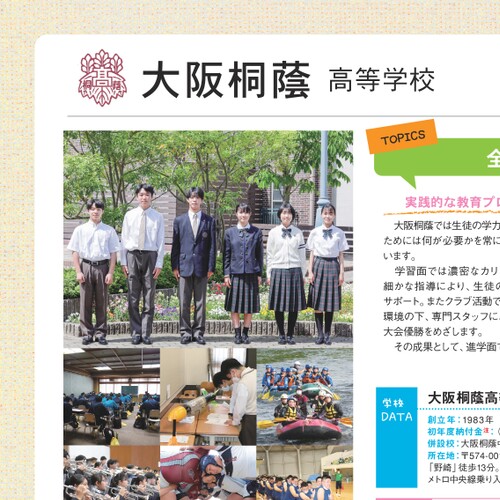 大阪桐蔭 高等学校
TOPICS
全
実践的な教育プロ
大阪桐蔭では生徒の学力
ためには何が必要かを常に
います。
学習面では濃密なカリ
細かな指導により、生徒の
サポート。またクラブ活動で
環境の下、専門スタッフに
大会優勝をめざします。
その成果として、進学面
学校
DATA
大阪桐蔭高
創立年：1983年
初年度納付金注：
併設校：大阪桐蔭
所在地：〒574-00
「野崎」徒歩13分。
メトロ中央線乗り入